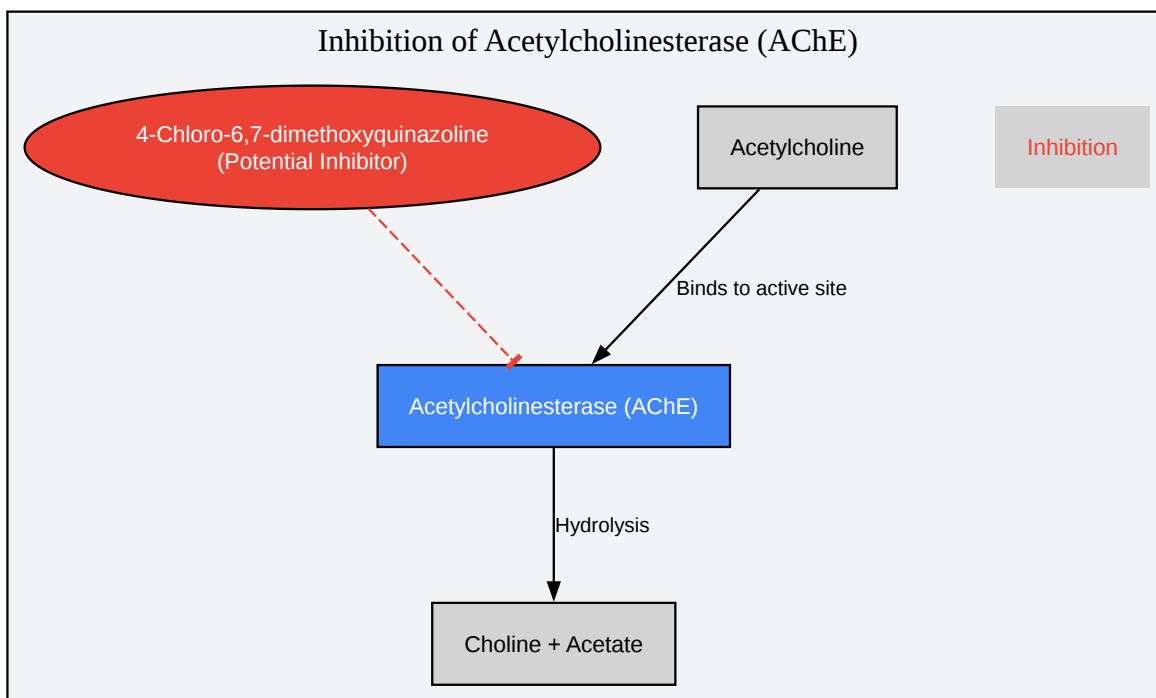 Inhibition of Acetylcholinesterase (AChE)
4-Chloro-6,7-dimethoxyquinazoline
(Potential Inhibitor)
Acetylcholine
Inhibition
Binds to active site
Acetylcholinesterase (AChE)
Hydrolysis
Choline + Acetate